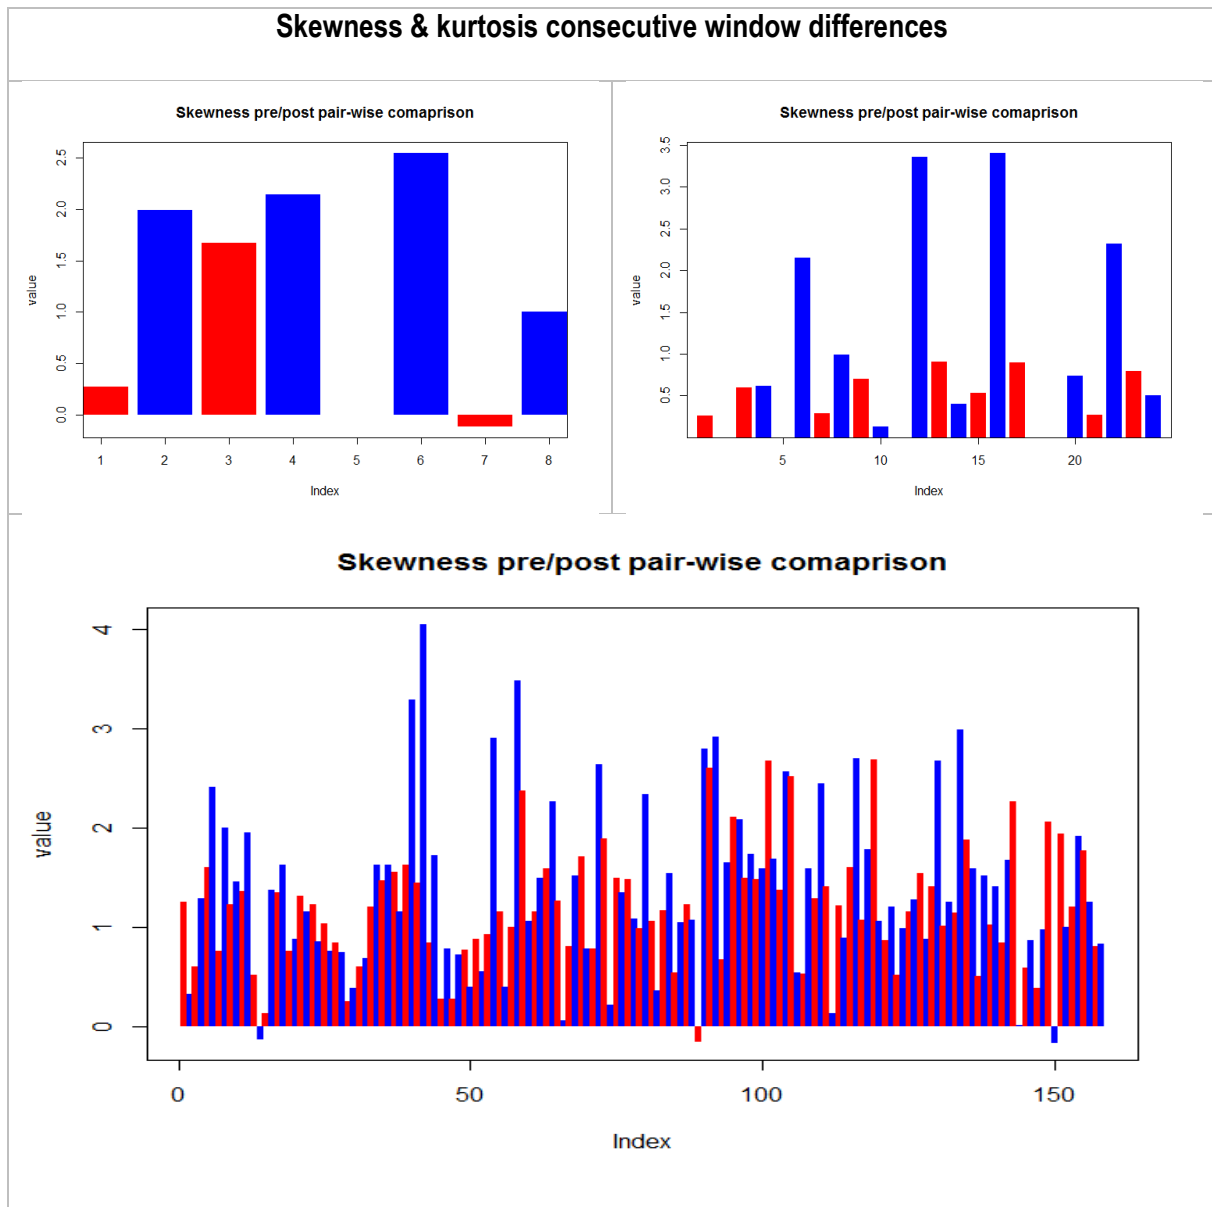 Skewness & kurtosis consecutive window differences
Skewness pre/post pair-wise comaprison
value
0.0 0.5 1.0 1.5 2.0 2.5
1 2 3 4 5 6 7 8
Index
Skewness pre/post pair-wise comaprison
value
0.5 1.0 1.5 2.0 2.5 3.0 3.5
5 10 15 20
Index
Skewness pre/post pair-wise comaprison
value
0 1 2 3 4
0 50 100 150
Index